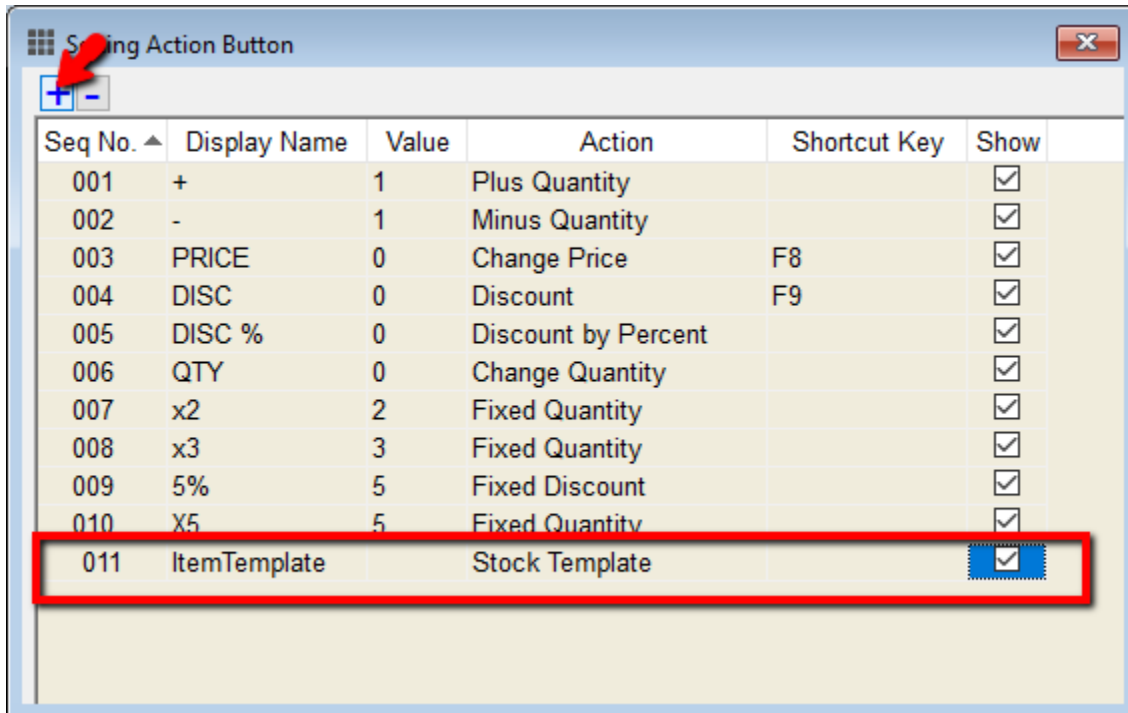 Setting Action Button
+ -
Seq No. Display Name Value Action Shortcut Key Show
001 + 1 Plus Quantity
002 - 1 Minus Quantity
003 PRICE 0 Change Price F8
004 DISC 0 Discount F9
005 DISC % 0 Discount by Percent
006 QTY 0 Change Quantity
007 x2 2 Fixed Quantity
008 x3 3 Fixed Quantity
009 5% 5 Fixed Discount
010 X5 5 Fixed Quantity
011 ItemTemplate Stock Template